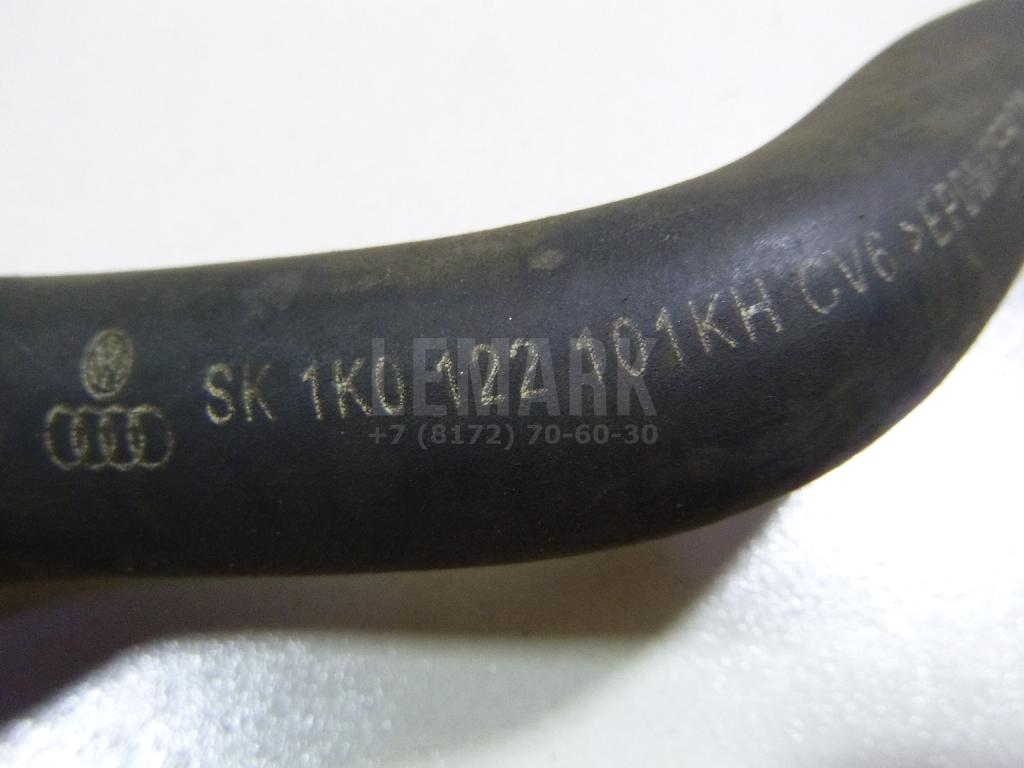 SK 1K0 122 101KH CV6
LEMARK
+7 (8172) 70-60-30